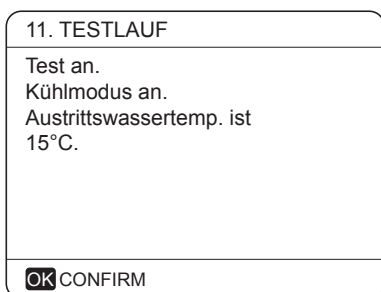 11. TESTLAUF
Test an.
Kühlmodus an.
Austrittswassertemp. ist
15°C.
OK CONFIRM